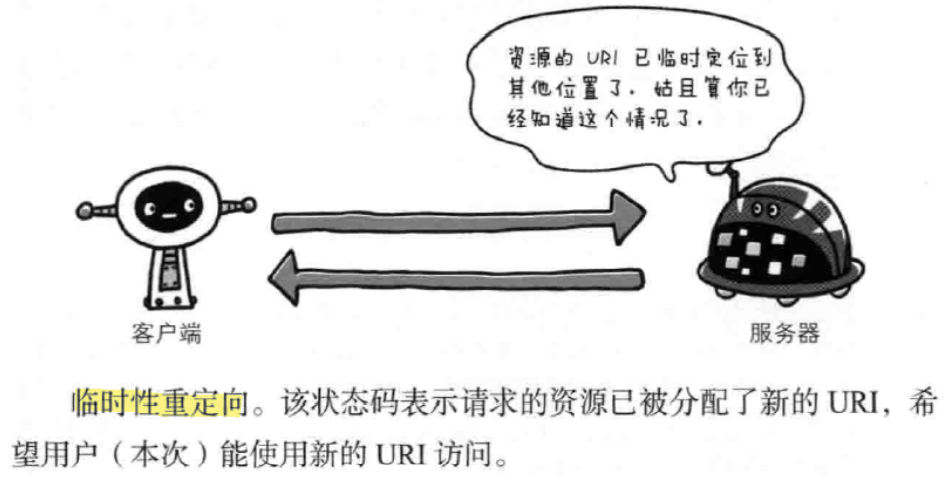 资源的 URI 已临时定位到
其他位置了．姑且算你已
经知道这个情况了．
客户端
服务器
临时性重定向。该状态码表示请求的资源已被分配了新的 URI，希
望用户（本次）能使用新的 URI 访问。